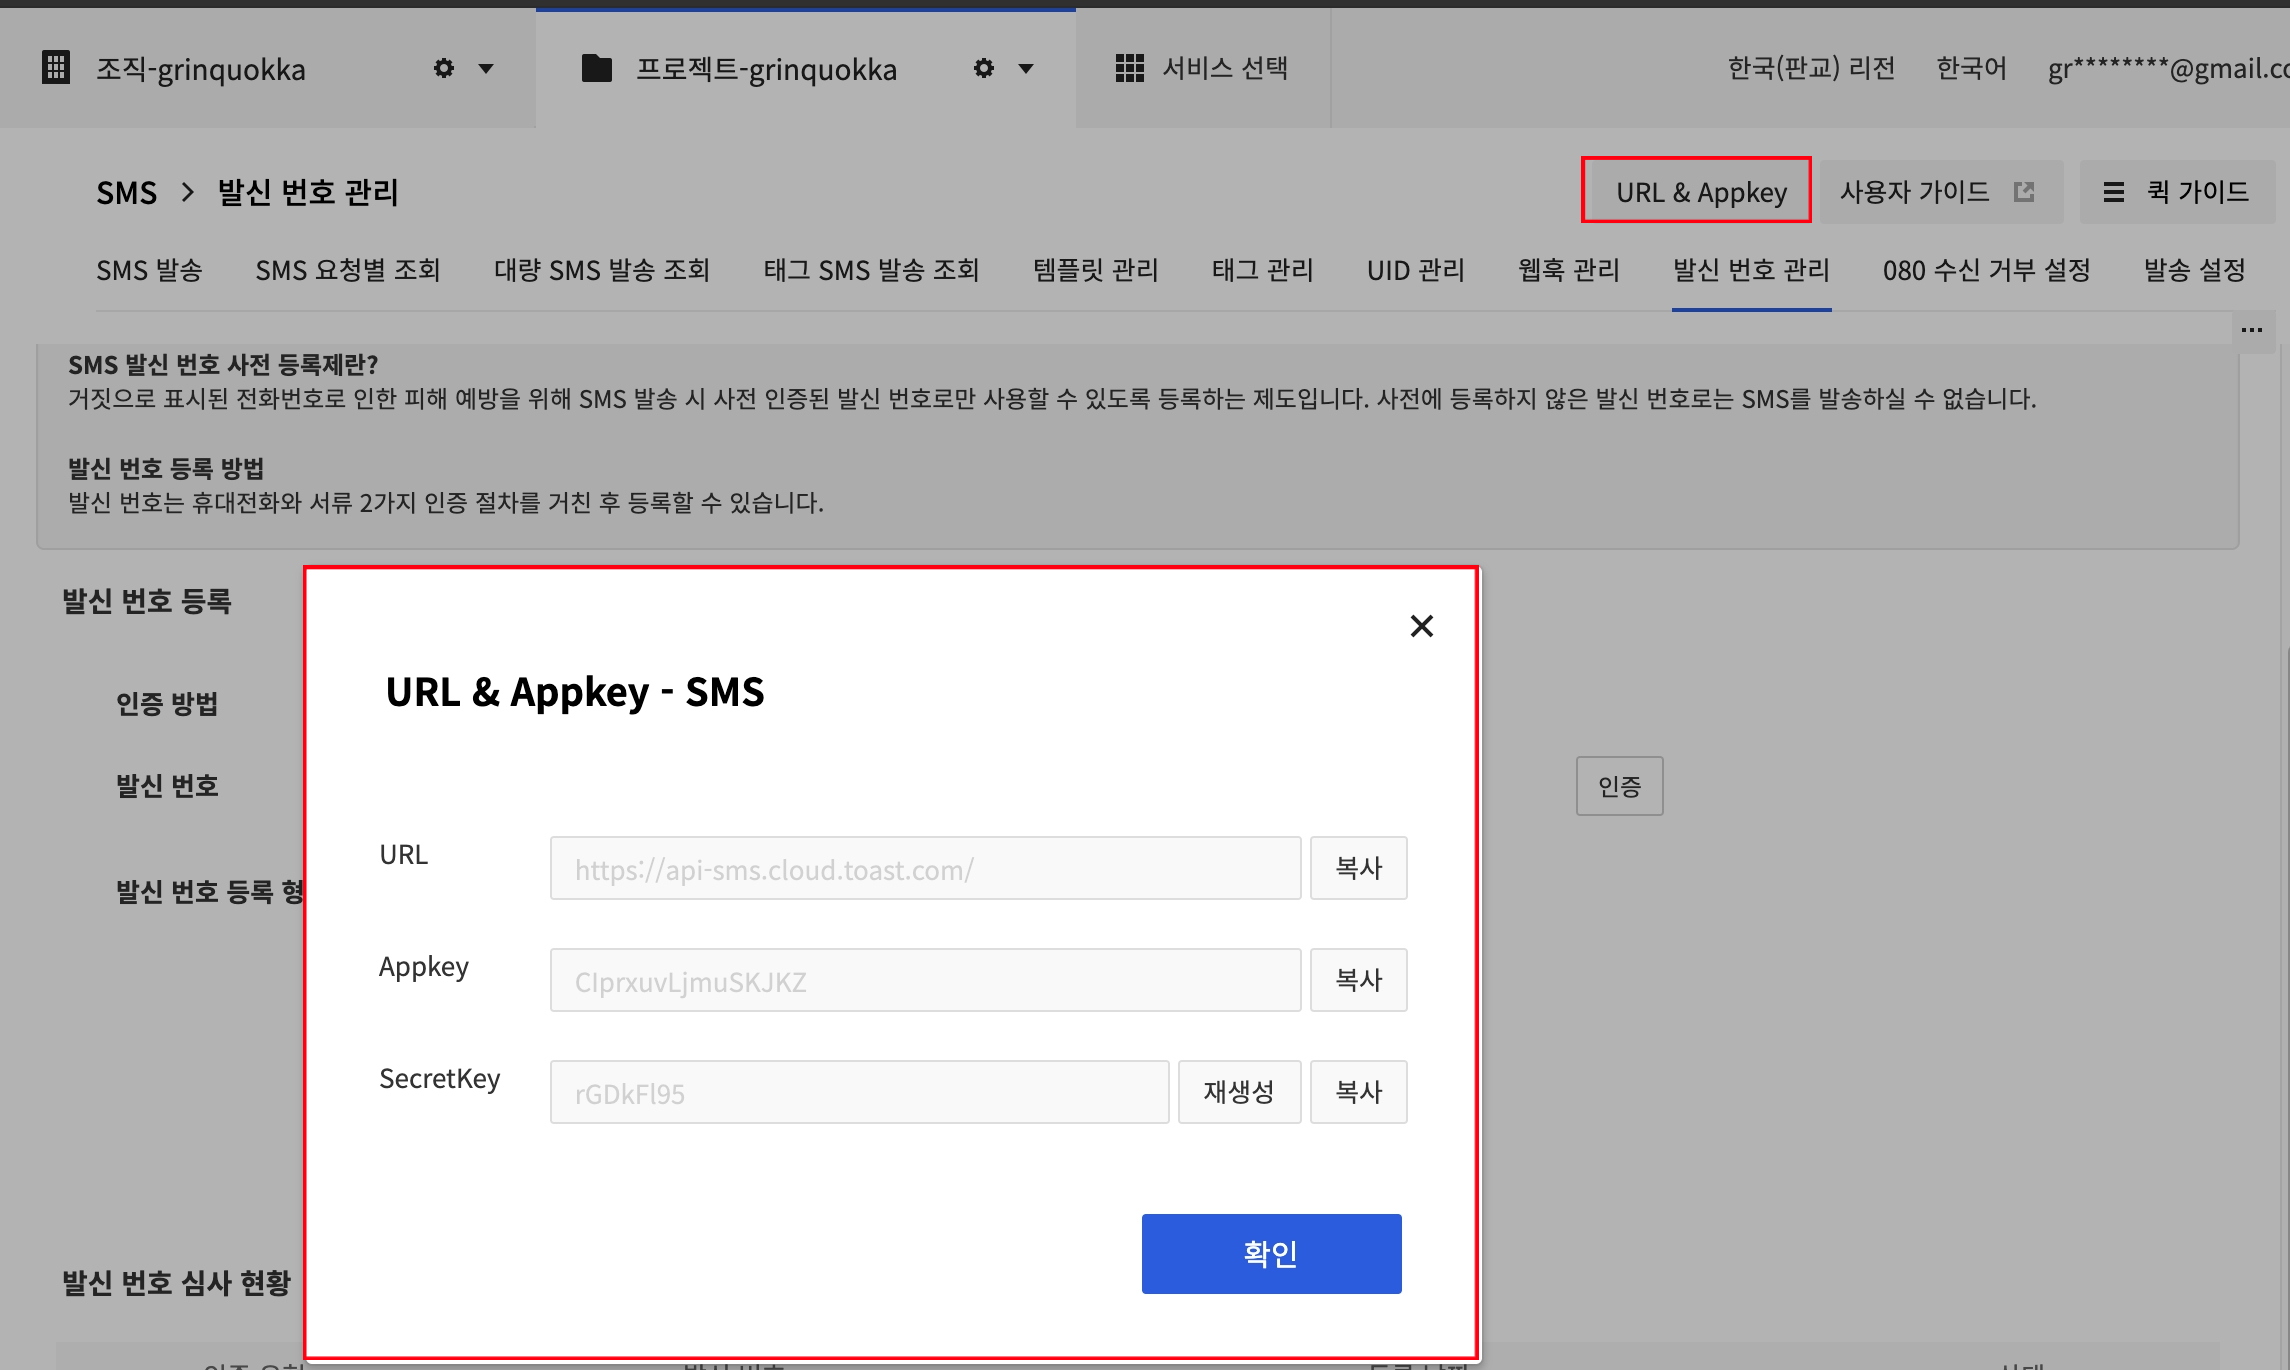 조직-grinquokka
프로젝트-grinquokka
서비스 선택
한국(판교) 리전
한국어
gr********@gmail.co
SMS > 발신 번호 관리
URL & Appkey
사용자 가이드
퀵 가이드
SMS 발송
SMS 요청별 조회
대량 SMS 발송 조회
태그 SMS 발송 조회
템플릿 관리
태그 관리
UID 관리
웹훅 관리
발신 번호 관리
080 수신 거부 설정
발송 설정
SMS 발신 번호 사전 등록제란?
거짓으로 표시된 전화번호로 인한 피해 예방을 위해 SMS 발송 시 사전 인증된 발신 번호로만 사용할 수 있도록 등록하는 제도입니다. 사전에 등록하지 않은 발신 번호로는 SMS를 발송하실 수 없습니다.
발신 번호 등록 방법
발신 번호는 휴대전화와 서류 2가지 인증 절차를 거친 후 등록할 수 있습니다.
발신 번호 등록
인증 방법
발신 번호
인증
발신 번호 등록 형
URL & Appkey - SMS
URL
https://api-sms.cloud.toast.com/
복사
Appkey
CIprxuvLjmuSKJKZ
복사
SecretKey
rGDkFl95
재생성
복사
확인
발신 번호 심사 현황